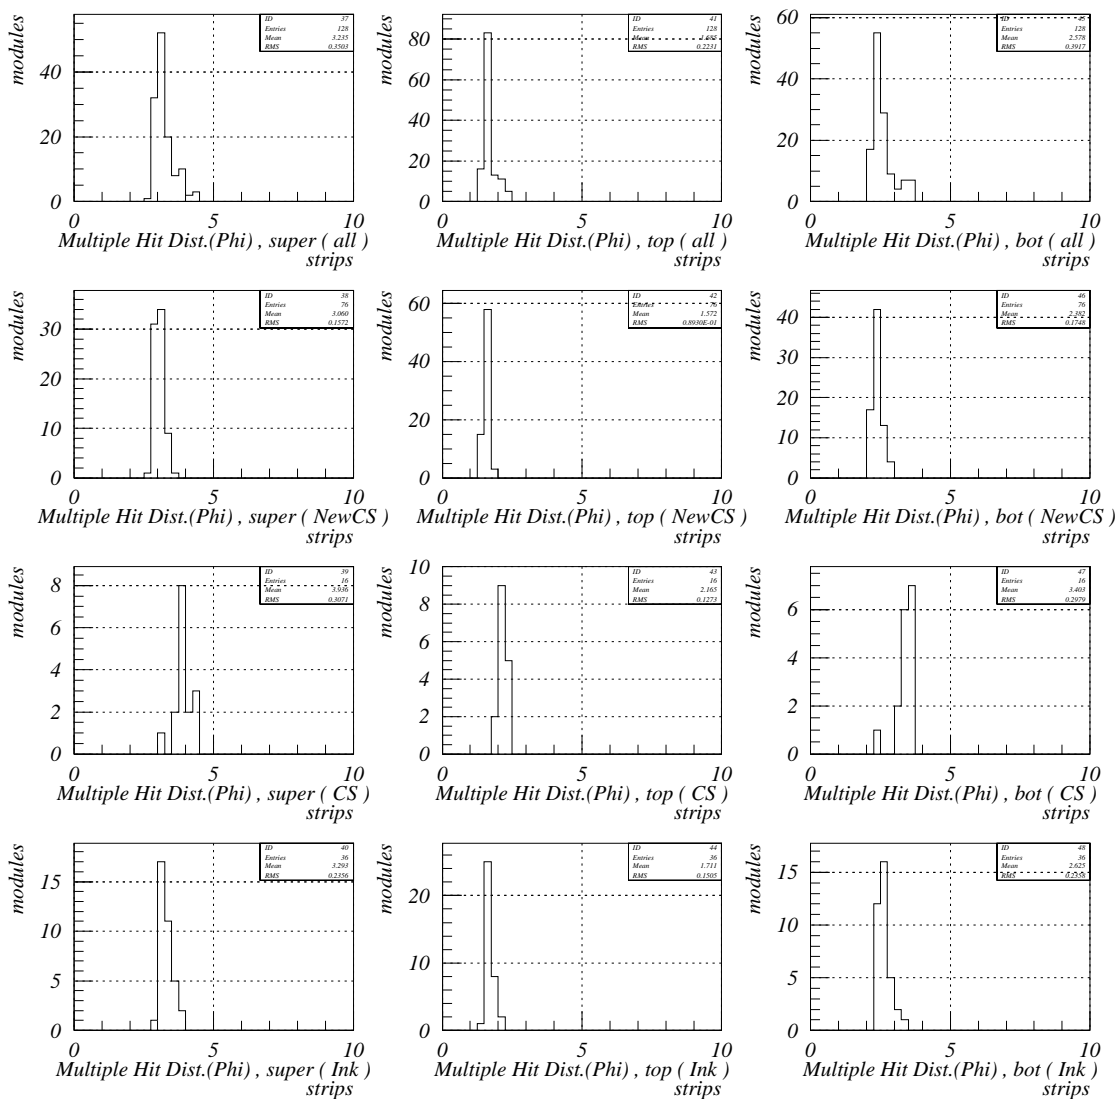 modules
ID 37
Entries 128
Mean 3.235
RMS 0.3503
40
20
0
0 5 10
Multiple Hit Dist.(Phi) , super ( all )
strips
modules
ID 41
Entries 128
Mean 1.685
RMS 0.2231
80
60
40
20
0
0 5 10
Multiple Hit Dist.(Phi) , top ( all )
strips
modules
ID 45
Entries 128
Mean 2.578
RMS 0.3917
60
40
20
0
0 5 10
Multiple Hit Dist.(Phi) , bot ( all )
strips
modules
ID 38
Entries 76
Mean 3.060
RMS 0.1572
30
20
10
0
0 5 10
Multiple Hit Dist.(Phi) , super ( NewCS )
strips
modules
ID 42
Entries 76
Mean 1.572
RMS 0.8930E-01
60
40
20
0
0 5 10
Multiple Hit Dist.(Phi) , top ( NewCS )
strips
modules
ID 46
Entries 76
Mean 2.382
RMS 0.1748
40
30
20
10
0
0 5 10
Multiple Hit Dist.(Phi) , bot ( NewCS )
strips
modules
ID 39
Entries 16
Mean 3.936
RMS 0.3071
8
6
4
2
0
0 5 10
Multiple Hit Dist.(Phi) , super ( CS )
strips
modules
ID 43
Entries 16
Mean 2.165
RMS 0.1273
10
8
6
4
2
0
0 5 10
Multiple Hit Dist.(Phi) , top ( CS )
strips
modules
ID 47
Entries 16
Mean 3.403
RMS 0.2979
6
4
2
0
0 5 10
Multiple Hit Dist.(Phi) , bot ( CS )
strips
modules
ID 40
Entries 36
Mean 3.293
RMS 0.2356
15
10
5
0
0 5 10
Multiple Hit Dist.(Phi) , super ( Ink )
strips
modules
ID 44
Entries 36
Mean 1.711
RMS 0.1505
20
10
0
0 5 10
Multiple Hit Dist.(Phi) , top ( Ink )
strips
modules
ID 48
Entries 36
Mean 2.625
RMS 0.2358
15
10
5
0
0 5 10
Multiple Hit Dist.(Phi) , bot ( Ink )
strips